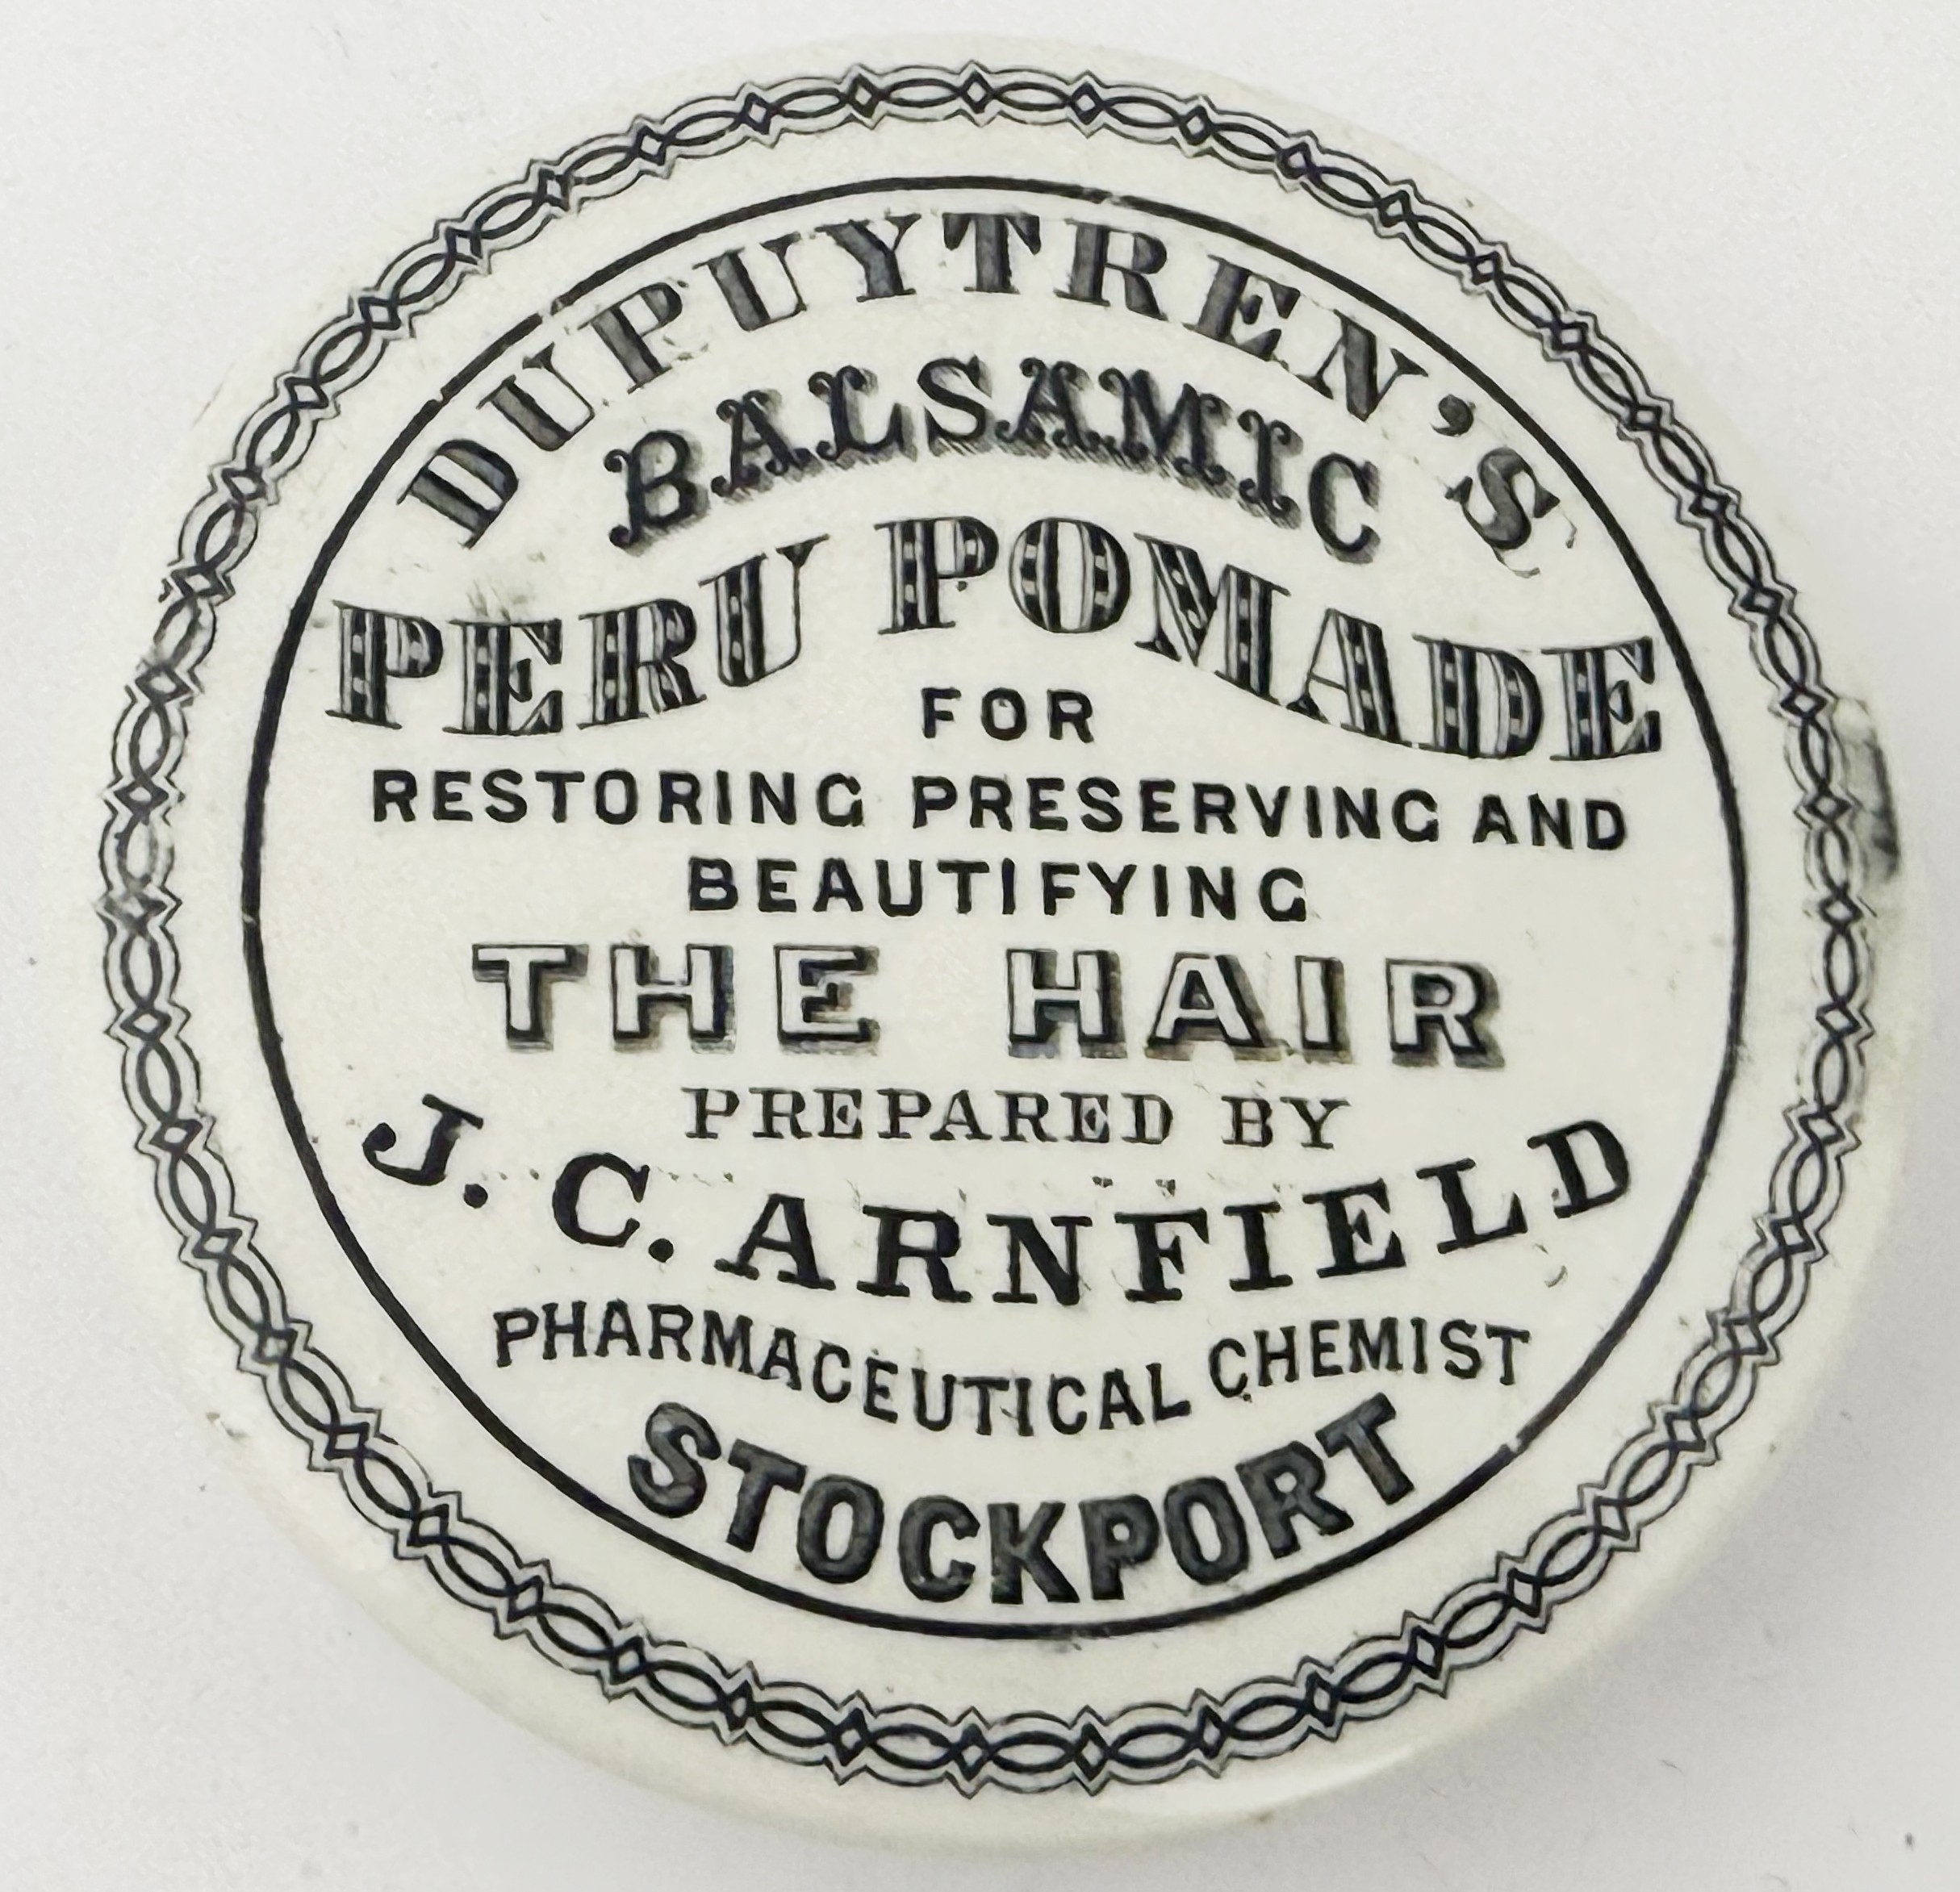 DUPUYTREN'S
BALSAMIC
PERU POMADE
FOR
RESTORING PRESERVING AND
BEAUTIFYING
THE HAIR
PREPARED BY
J. C. ARNFIELD
PHARMACEUTICAL CHEMIST
STOCKPORT